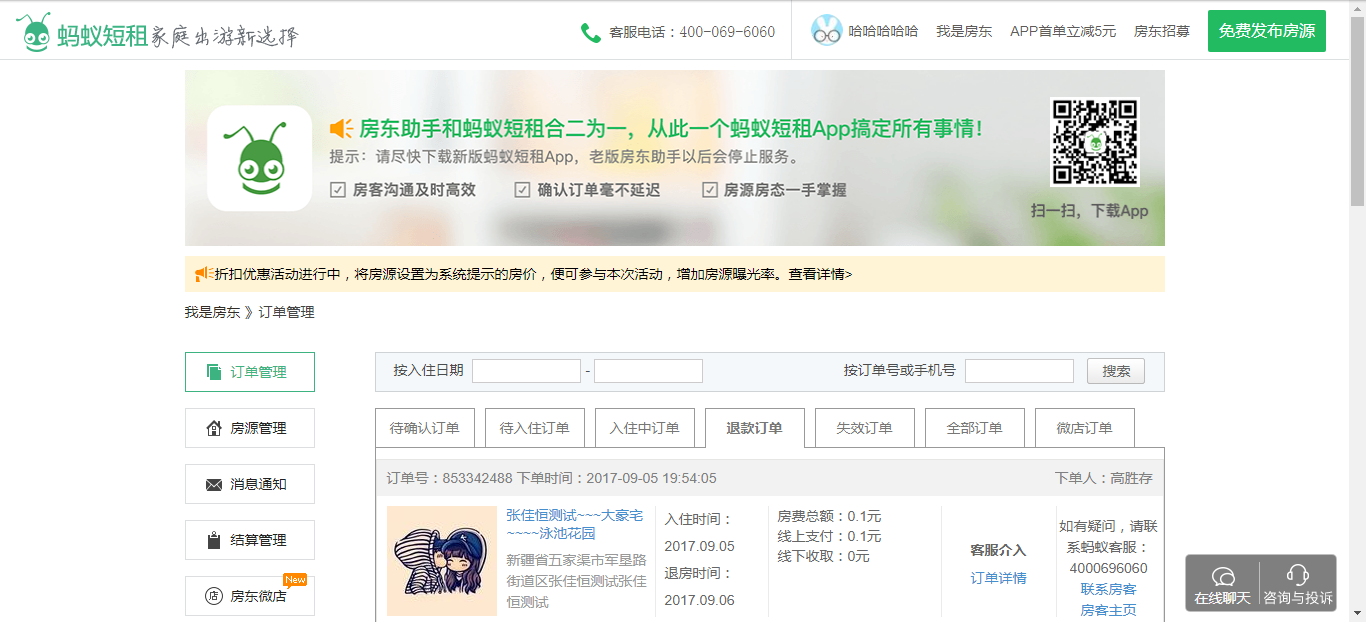 蚂蚁短租 家庭出游新选择
客服电话：400-069-6060
哈哈哈哈哈 我是房东 APP首单立减5元 房东招募 免费发布房源
房东助手和蚂蚁短租合二为一，从此一个蚂蚁短租App搞定所有事情！
提示：请尽快下载新版蚂蚁短租App，老版房东助手以后会停止服务。
房客沟通及时高效 确认订单毫不延迟 房源房态一手掌握
扫一扫，下载App
折扣优惠活动进行中，将房源设置为系统提示的房价，便可参与本次活动，增加房源曝光率。查看详情>
我是房东 》订单管理
订单管理
房源管理
消息通知
结算管理
房东微店
New
按入住日期 - 按订单号或手机号 搜索
待确认订单 待入住订单 入住中订单 退款订单 失效订单 全部订单 微店订单
订单号：853342488 下单时间：2017-09-05 19:54:05 下单人：高胜存
张佳恒测试~~~大豪宅
~~~~泳池花园
新疆省五家渠市军垦路
街道区张佳恒测试张佳
恒测试
入住时间：
2017.09.05
退房时间：
2017.09.06
房费总额：0.1元
线上支付：0.1元
线下收取：0元
客服介入
订单详情
如有疑问，请联
系蚂蚁客服：
4000696060
联系房客
房客主页
在线聊天 咨询与投诉